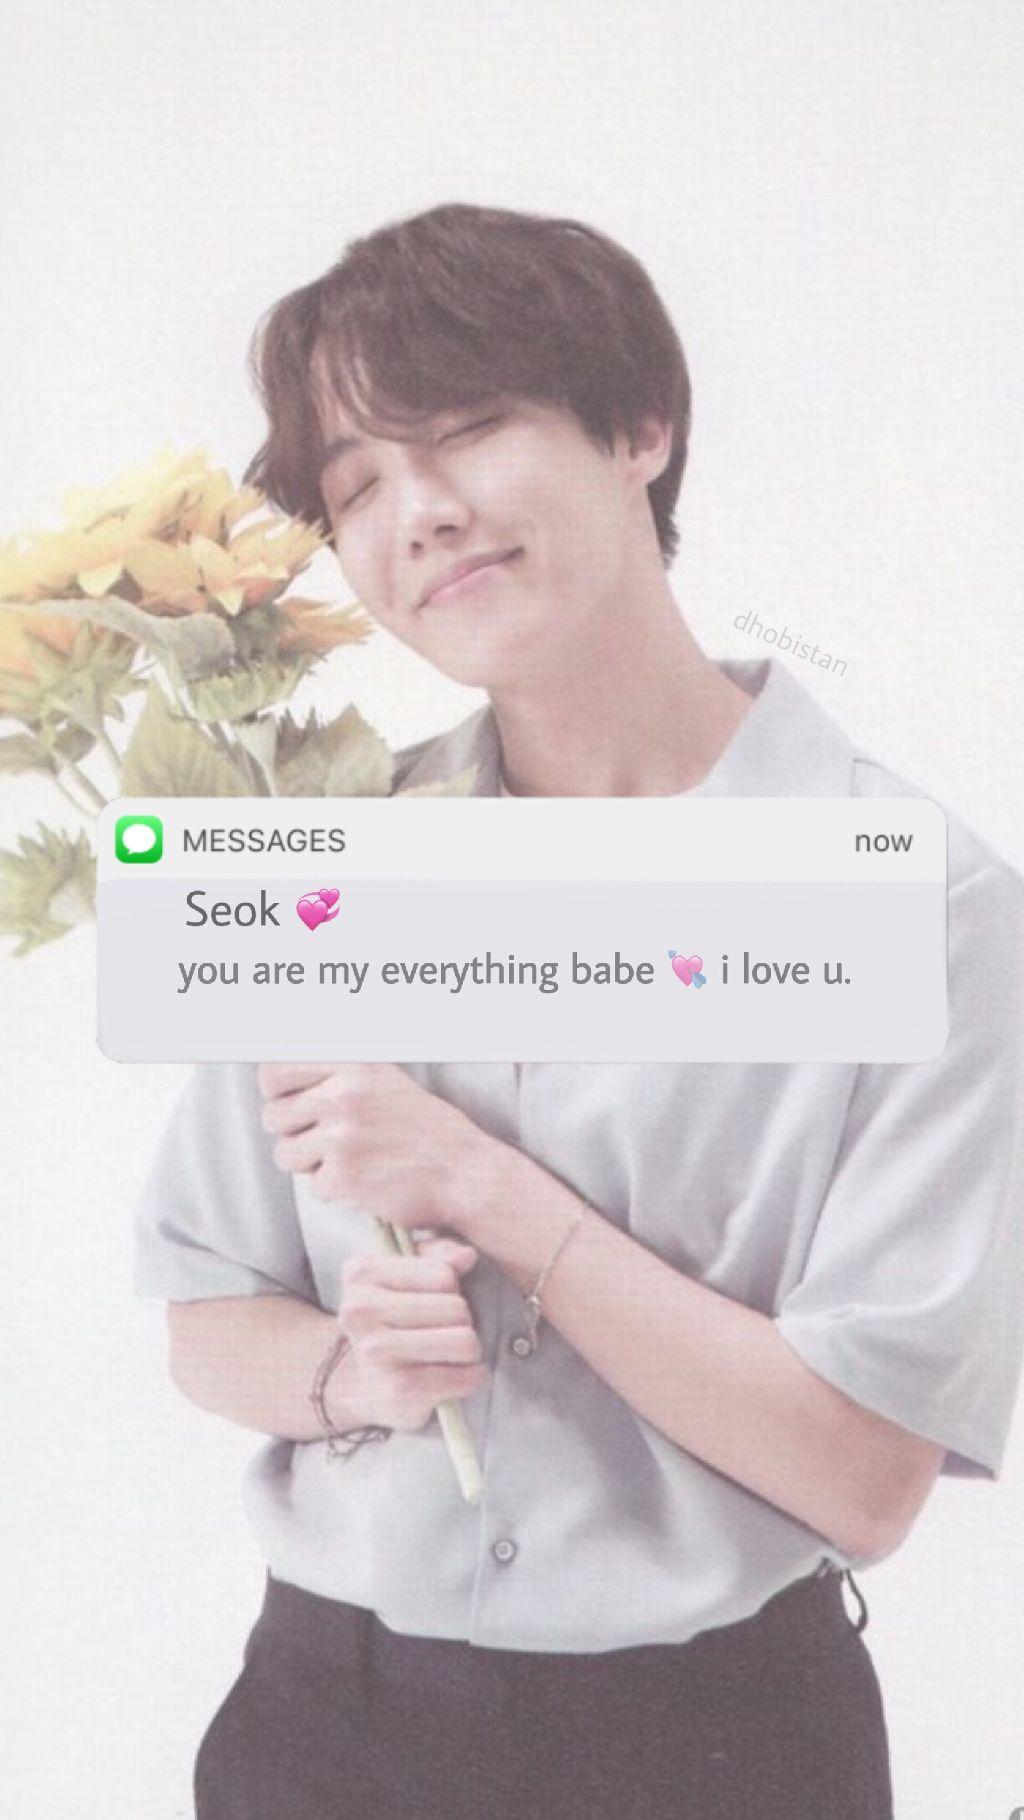 dhobistan
MESSAGES now
Seok 💞
you are my everything babe 💘 i love u.